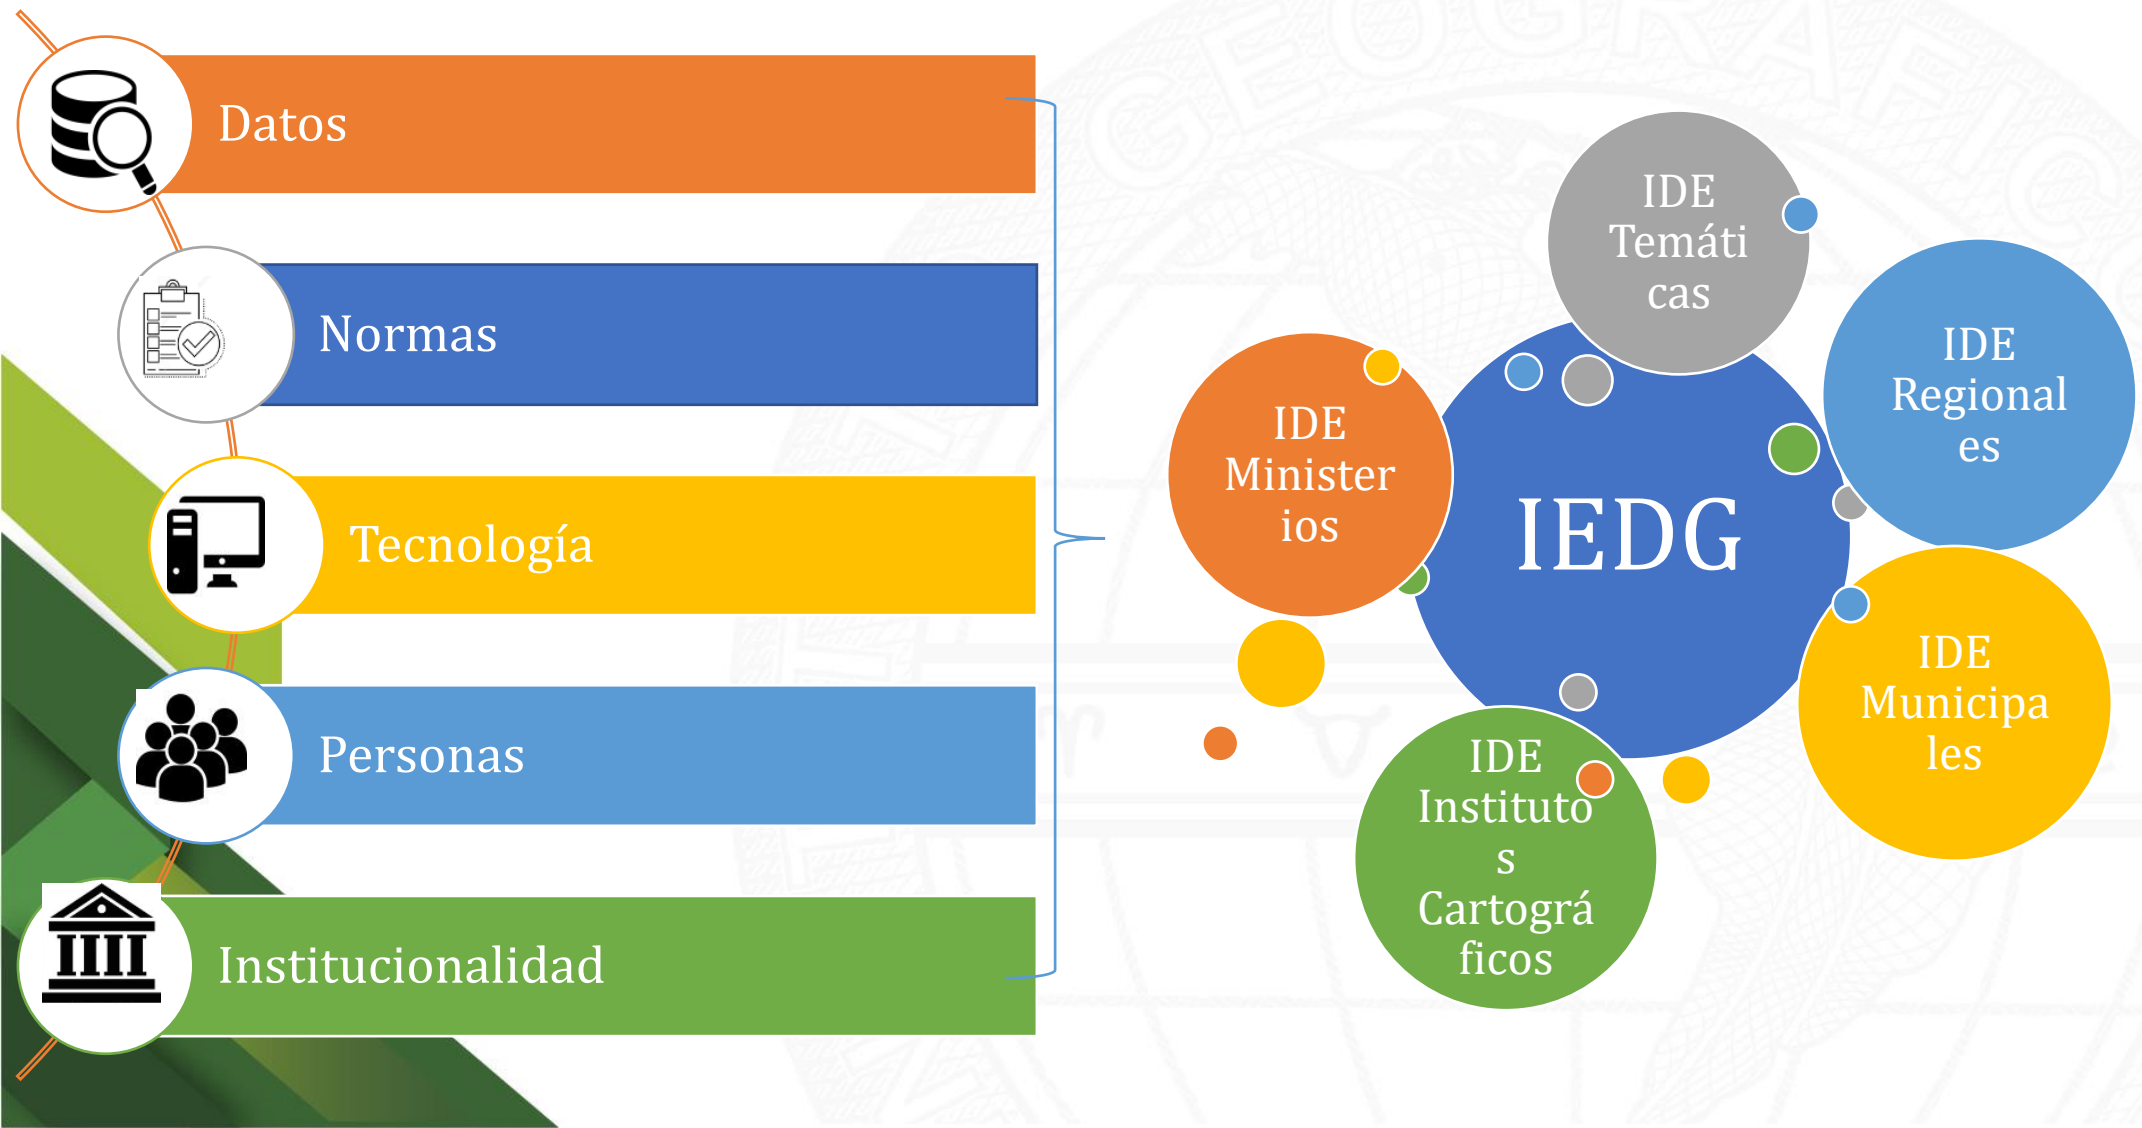 Datos
Normas
Tecnología
Personas
Institucionalidad
IDE
Temáti
cas
IDE
Regional
es
IDE
Minister
ios
IEDG
IDE
Municipa
les
IDE
Instituto
s
Cartográ
ficos